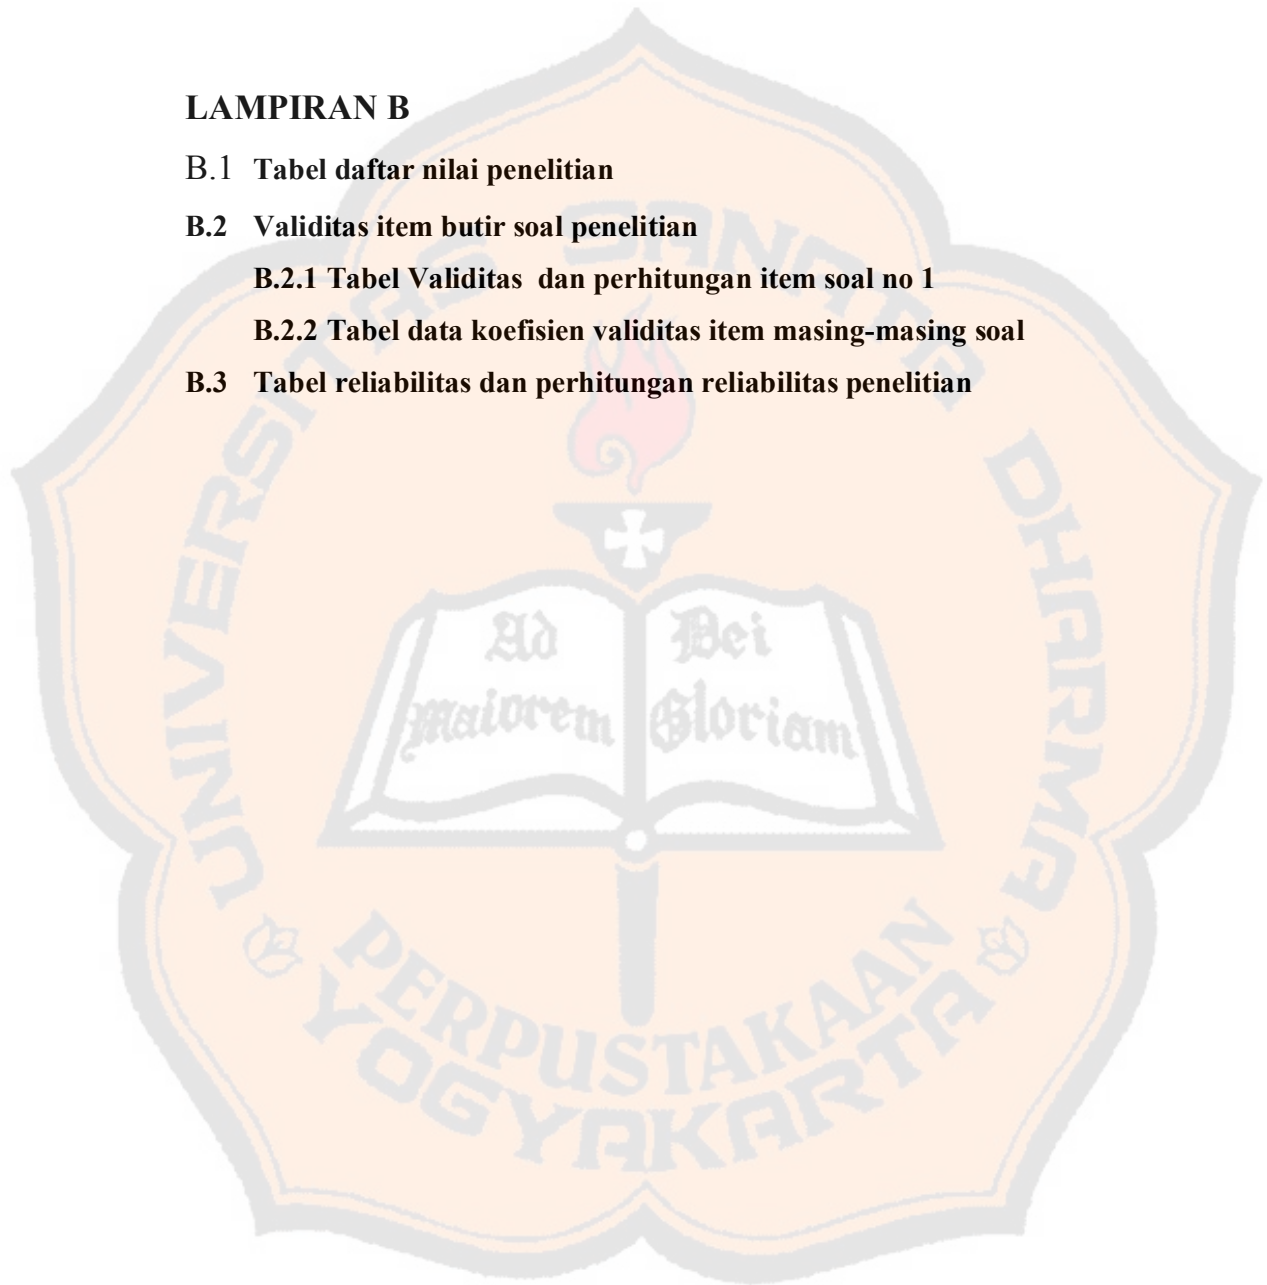 LAMPIRAN B
B.1 Tabel daftar nilai penelitian
B.2 Validitas item butir soal penelitian
B.2.1 Tabel Validitas dan perhitungan item soal no 1
B.2.2 Tabel data koefisien validitas item masing-masing soal
B.3 Tabel reliabilitas dan perhitungan reliabilitas penelitian
UNIVERSITAS SANATA DHARMA
Ad Dei
Maiorem Gloriam
PERPUSTAKAAN
YOGYAKARTA